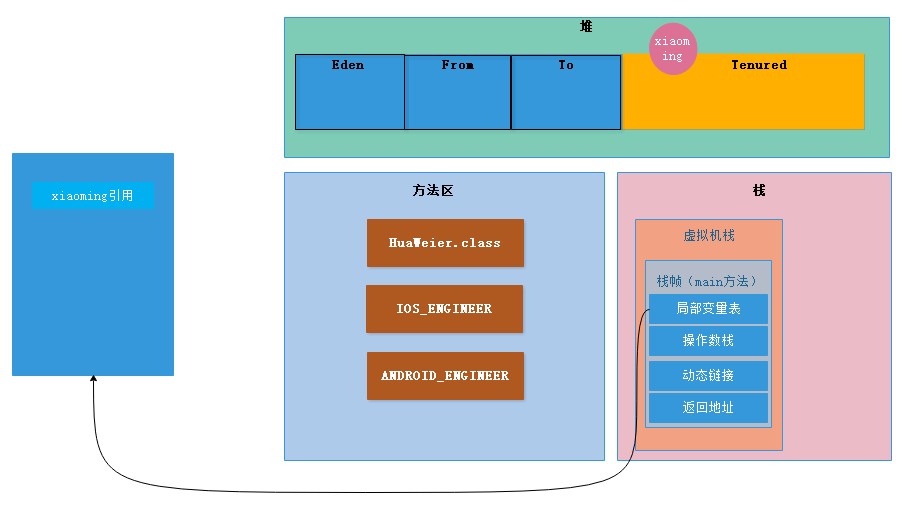 堆
xiaom
ing
Eden
From
To
Tenured
xiaoming引用
方法区
HuaWeier.class
IOS_ENGINEER
ANDROID_ENGINEER
栈
虚拟机栈
栈帧（main方法）
局部变量表
操作数栈
动态链接
返回地址